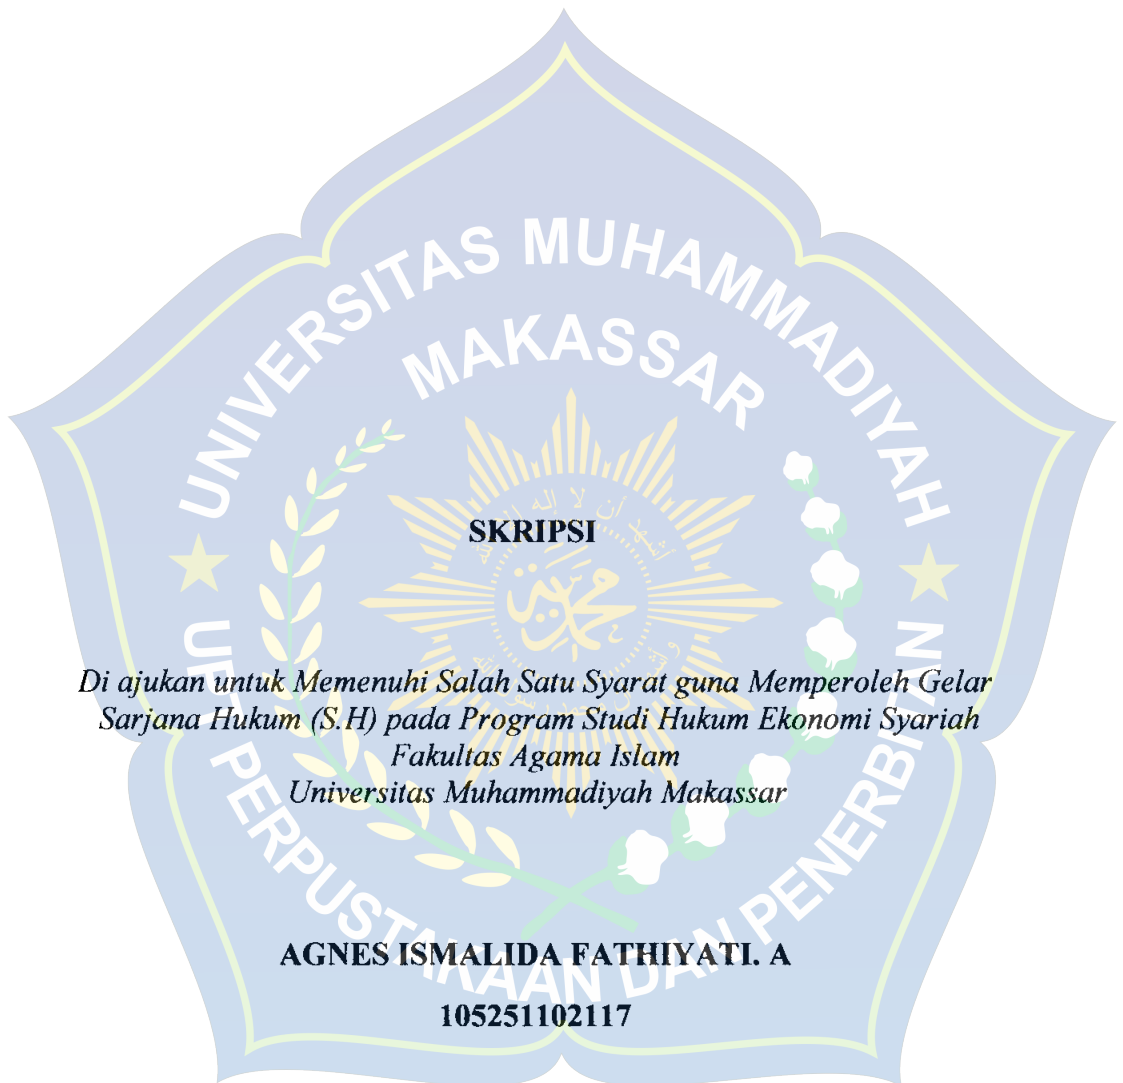 UNIVERSITAS MUHAMMADIYAH
MAKASSAR
SKRIPSI
Di ajukan untuk Memenuhi Salah Satu Syarat guna Memperoleh Gelar
Sarjana Hukum (S.H) pada Program Studi Hukum Ekonomi Syariah
Fakultas Agama Islam
Universitas Muhammadiyah Makassar
AGNES ISMALIDA FATHIYATI. A
105251102117
UPT PERPUSTAKAAN DAN PENERBITAN
محمدية